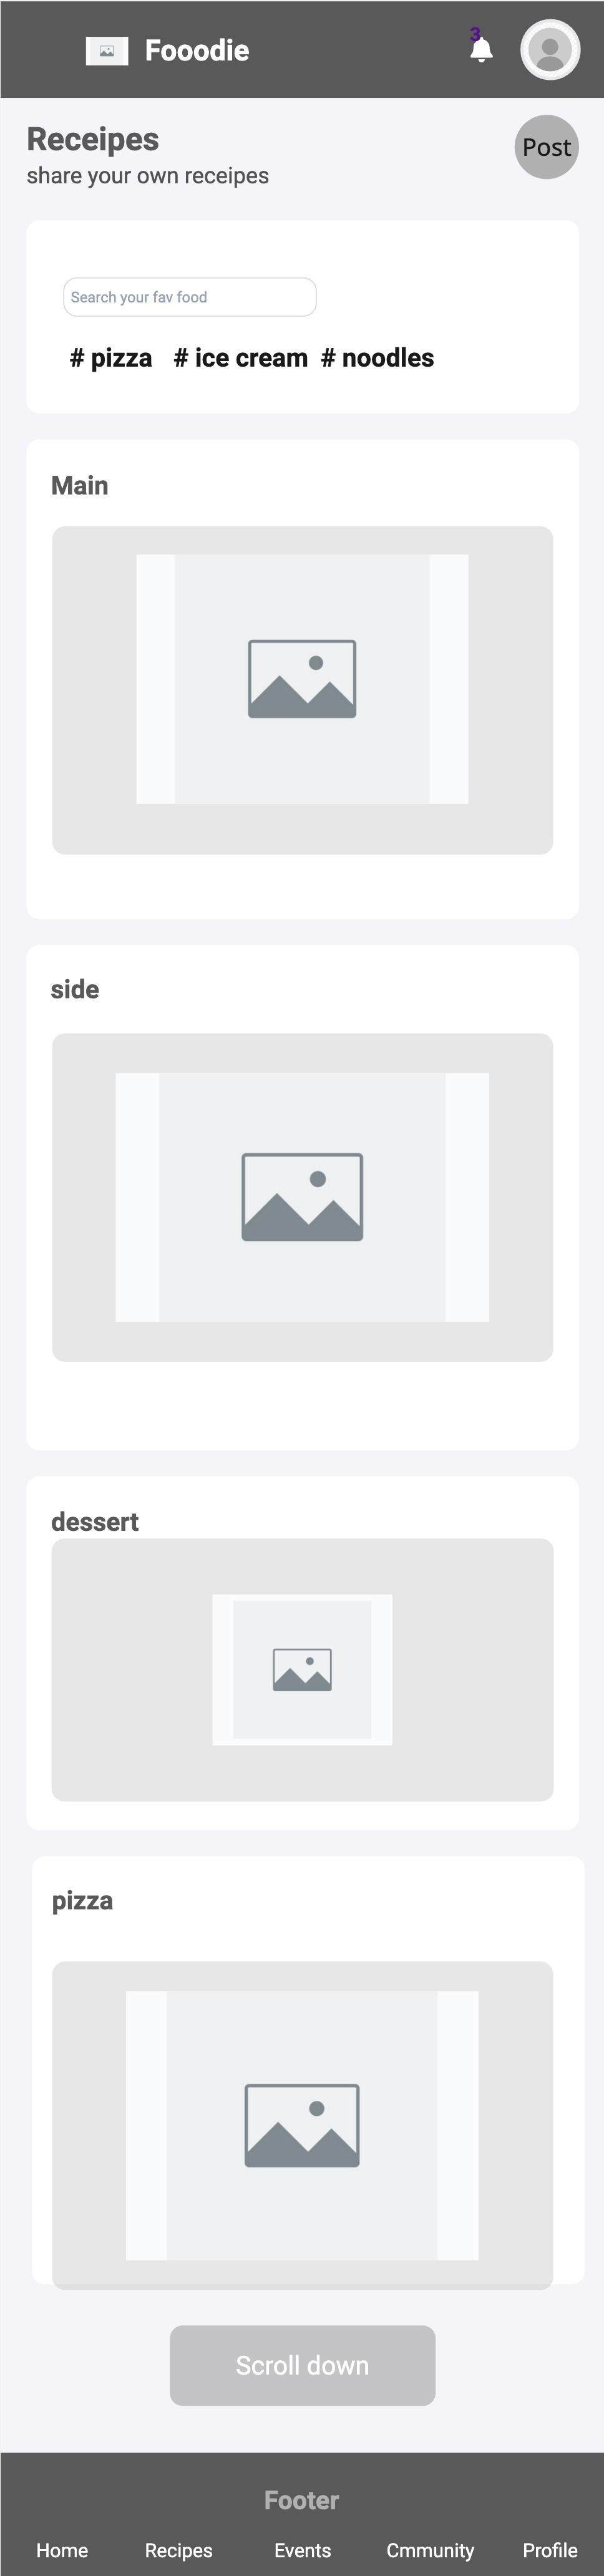 Fooodie
3
Receipes
Post
share your own receipes
Search your fav food
# pizza # ice cream # noodles
Main
side
dessert
pizza
Scroll down
Footer
Home Recipes Events Cmmunity Profile